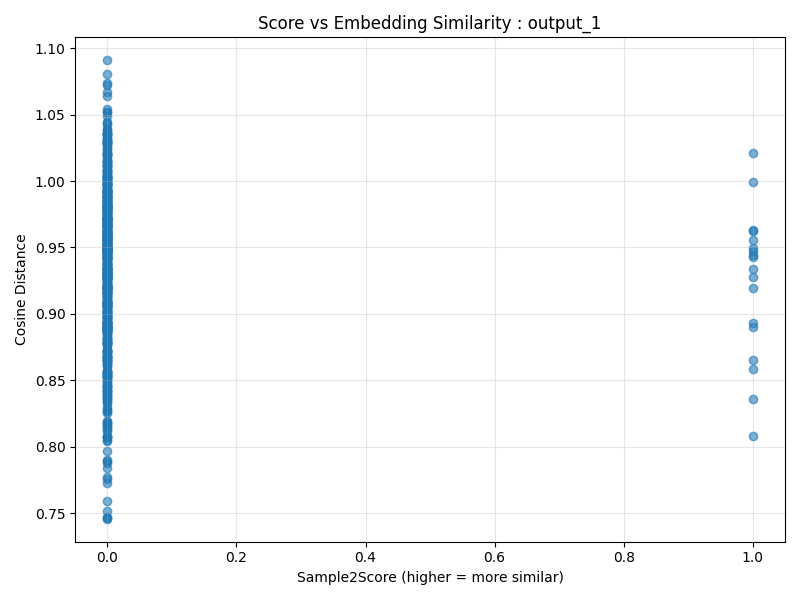 Score vs Embedding Similarity : output_1
Cosine Distance
1.10
1.05
1.00
0.95
0.90
0.85
0.80
0.75
0.0 0.2 0.4 0.6 0.8 1.0
Sample2Score (higher = more similar)